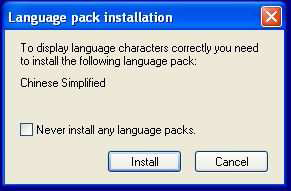 Language pack installation
To display language characters correctly you need
to install the following language pack:
Chinese Simplified
Never install any language packs.
Install Cancel